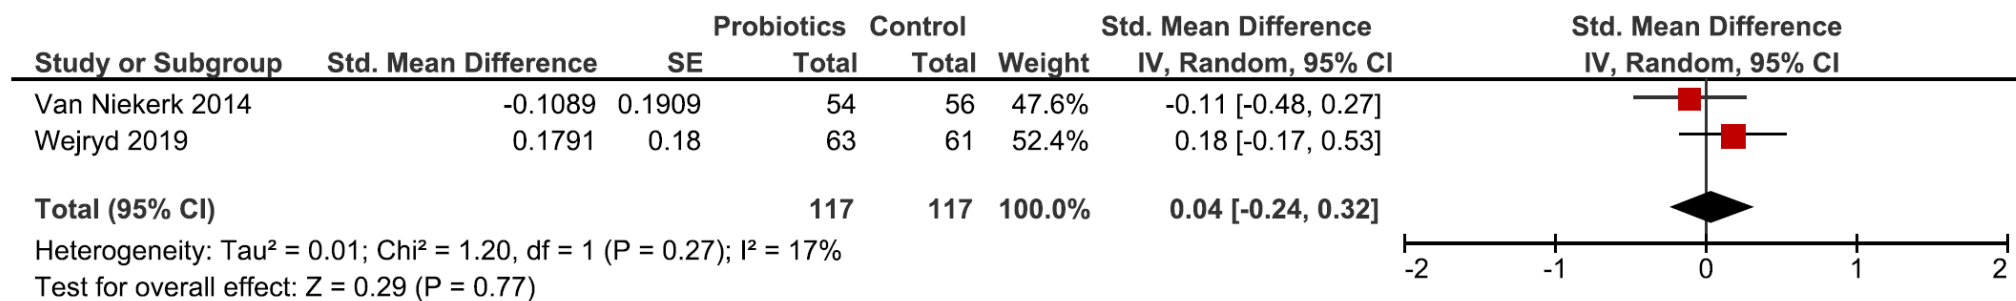 Probiotics Control Std. Mean Difference Std. Mean Difference
Study or Subgroup Std. Mean Difference SE Total Total Weight IV, Random, 95% CI IV, Random, 95% CI
Van Niekerk 2014 -0.1089 0.1909 54 56 47.6% -0.11 [-0.48, 0.27]
Wejryd 2019 0.1791 0.18 63 61 52.4% 0.18 [-0.17, 0.53]
Total (95% CI) 117 117 100.0% 0.04 [-0.24, 0.32]
Heterogeneity: Tau² = 0.01; Chi² = 1.20, df = 1 (P = 0.27); I² = 17%
Test for overall effect: Z = 0.29 (P = 0.77)
-2 -1 0 1 2